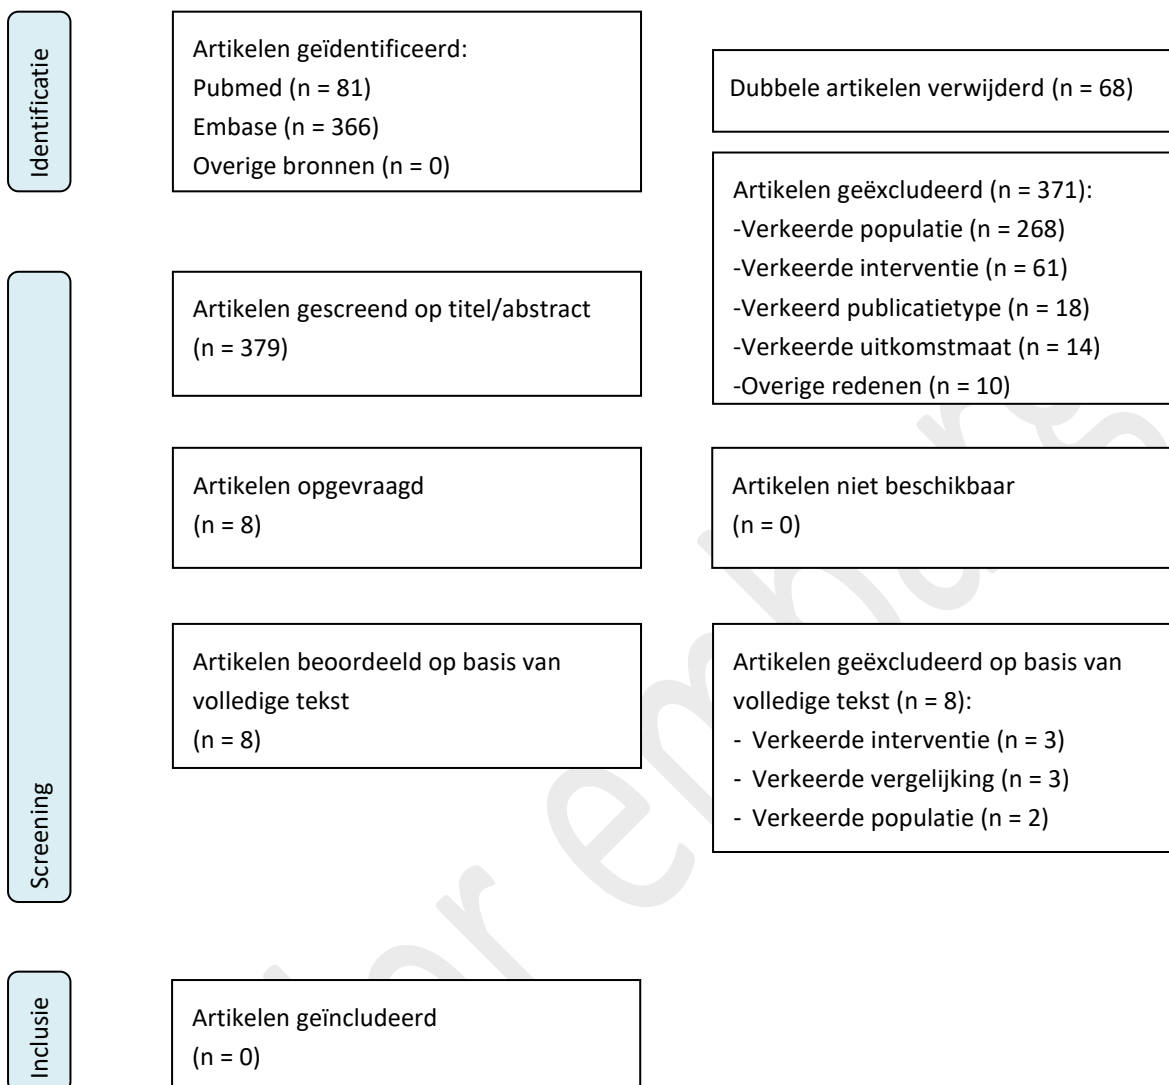 Identificatie
Artikelen geïdentificeerd:
Pubmed (n = 81)
Embase (n = 366)
Overige bronnen (n = 0)
Dubbele artikelen verwijderd (n = 68)
Artikelen geëxcludeerd (n = 371):
-Verkeerde populatie (n = 268)
-Verkeerde interventie (n = 61)
-Verkeerd publicatietype (n = 18)
-Verkeerde uitkomstmaat (n = 14)
-Overige redenen (n = 10)
Screening
Artikelen gescreend op titel/abstract
(n = 379)
Artikelen opgevraagd
(n = 8)
Artikelen niet beschikbaar
(n = 0)
Artikelen beoordeeld op basis van
volledige tekst
(n = 8)
Artikelen geëxcludeerd op basis van
volledige tekst (n = 8):
- Verkeerde interventie (n = 3)
- Verkeerde vergelijking (n = 3)
- Verkeerde populatie (n = 2)
Inclusie
Artikelen geïncludeerd
(n = 0)